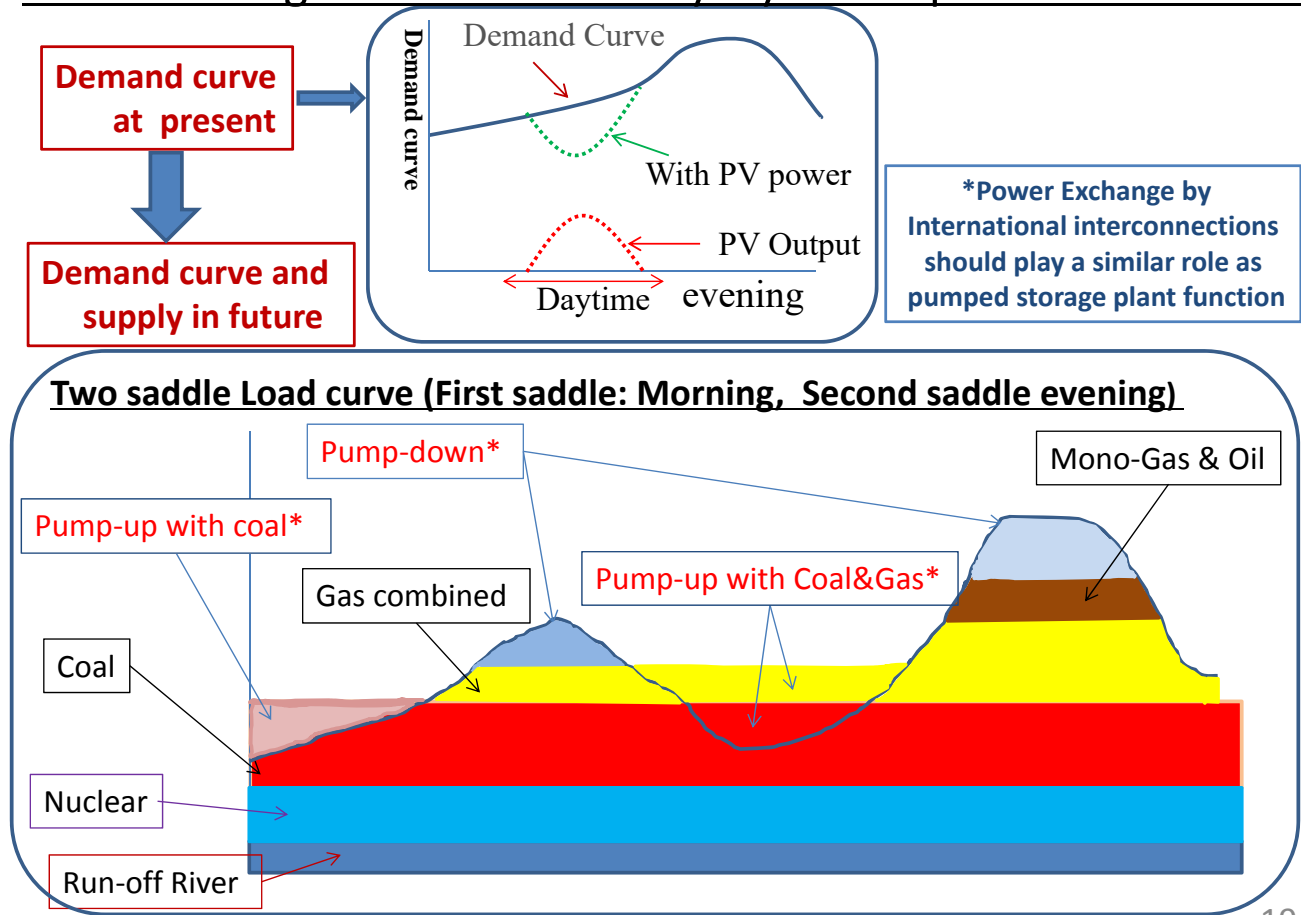 Demand curve
at present
Demand curve and
supply in future
Demand curve
Demand Curve
With PV power
PV Output
Daytime
evening
*Power Exchange by
International interconnections
should play a similar role as
pumped storage plant function
Two saddle Load curve (First saddle: Morning, Second saddle evening)
Pump-down*
Mono-Gas & Oil
Pump-up with coal*
Gas combined
Pump-up with Coal&Gas*
Coal
Nuclear
Run-off River